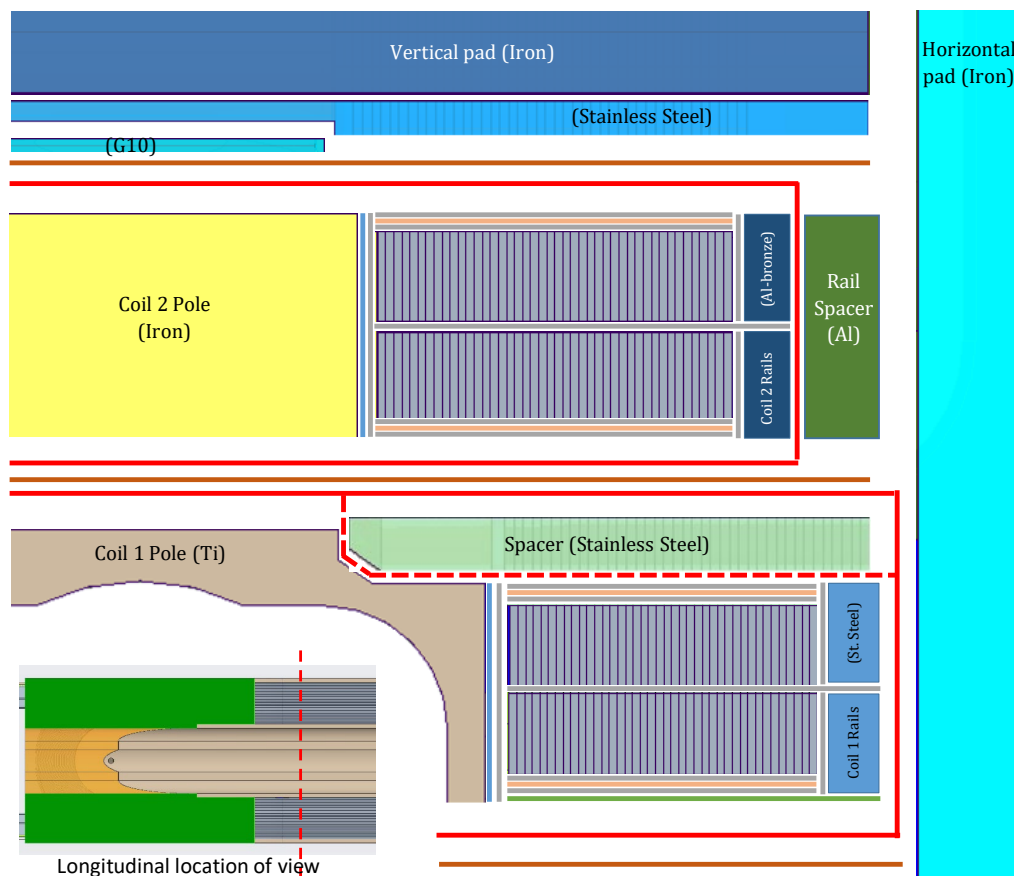 Vertical pad (Iron)
Horizontal
pad (Iron)
(Stainless Steel)
(G10)
Coil 2 Pole
(Iron)
(Al-bronze)
Coil 2 Rails
Rail
Spacer
(Al)
Coil 1 Pole (Ti)
Spacer (Stainless Steel)
(St. Steel)
Coil 1 Rails
Longitudinal location of view